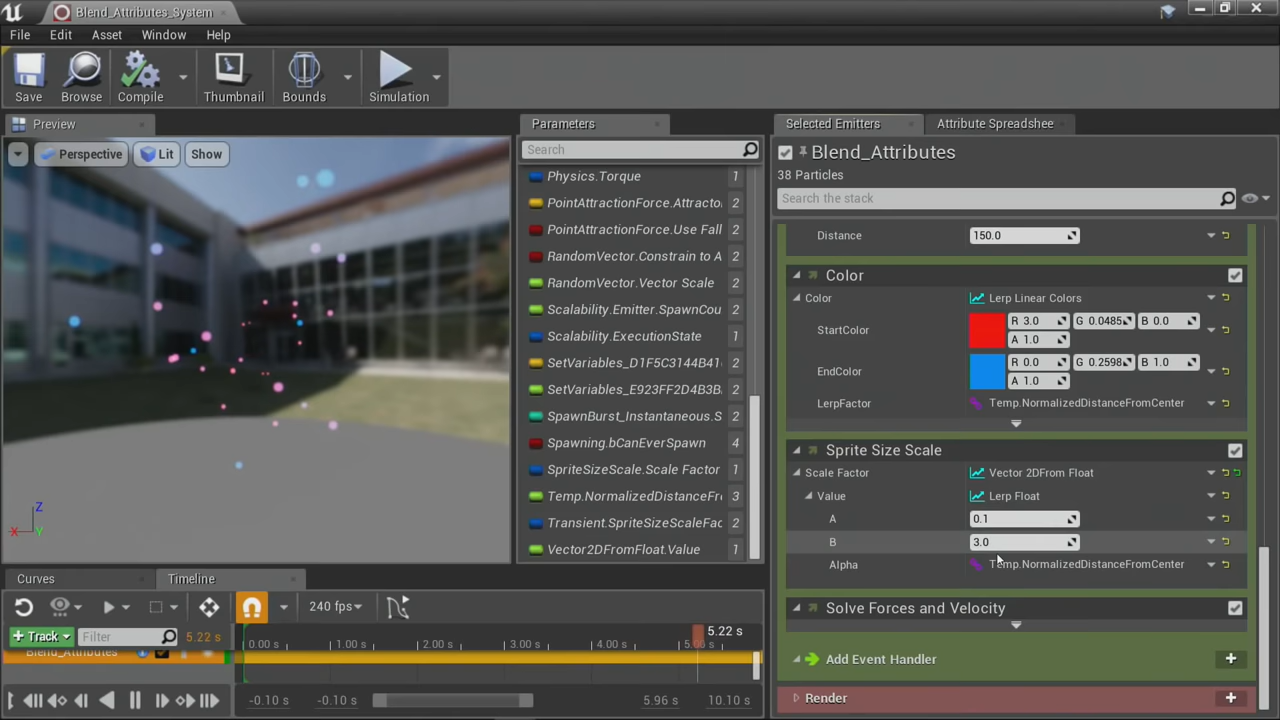 Blend_Attributes_System
File Edit Asset Window Help
Save Browse Compile Thumbnail Bounds Simulation
Preview
Perspective Lit Show
Z
X Y
Parameters
Search
Physics.Torque 1
PointAttractionForce.Attracto 2
PointAttractionForce.Use Fall 2
RandomVector.Constrain to A 2
RandomVector.Vector Scale 2
Scalability.Emitter.SpawnCou 2
Scalability.ExecutionState 2
SetVariables_D1F5C3144B41 2
SetVariables_E923FF2D4B3B 2
SpawnBurst_Instantaneous.S 2
Spawning.bCanEverSpawn 4
SpriteSizeScale.Scale Factor 1
Temp.NormalizedDistanceFr 3
Transient.SpriteSizeScaleFac 2
Vector2DFromFloat.Value 1
Selected Emitters Attribute Spreadshee
Blend_Attributes
38 Particles
Search the stack
Distance 150.0
Color
Color Lerp Linear Colors
StartColor R 3.0 G 0.0485 B 0.0
A 1.0
EndColor R 0.0 G 0.2598 B 1.0
A 1.0
LerpFactor Temp.NormalizedDistanceFromCenter
Sprite Size Scale
Scale Factor Vector 2DFrom Float
Value Lerp Float
A 0.1
B 3.0
Alpha Temp.NormalizedDistanceFromCenter
Solve Forces and Velocity
Add Event Handler
Render
Curves Timeline
240 fps
Track Filter 5.22 s
5.22 s
0.00 s 1.00 s 2.00 s 3.00 s 4.00 s
Blend_Attributes
-0.10 s -0.10 s 5.96 s 10.10 s